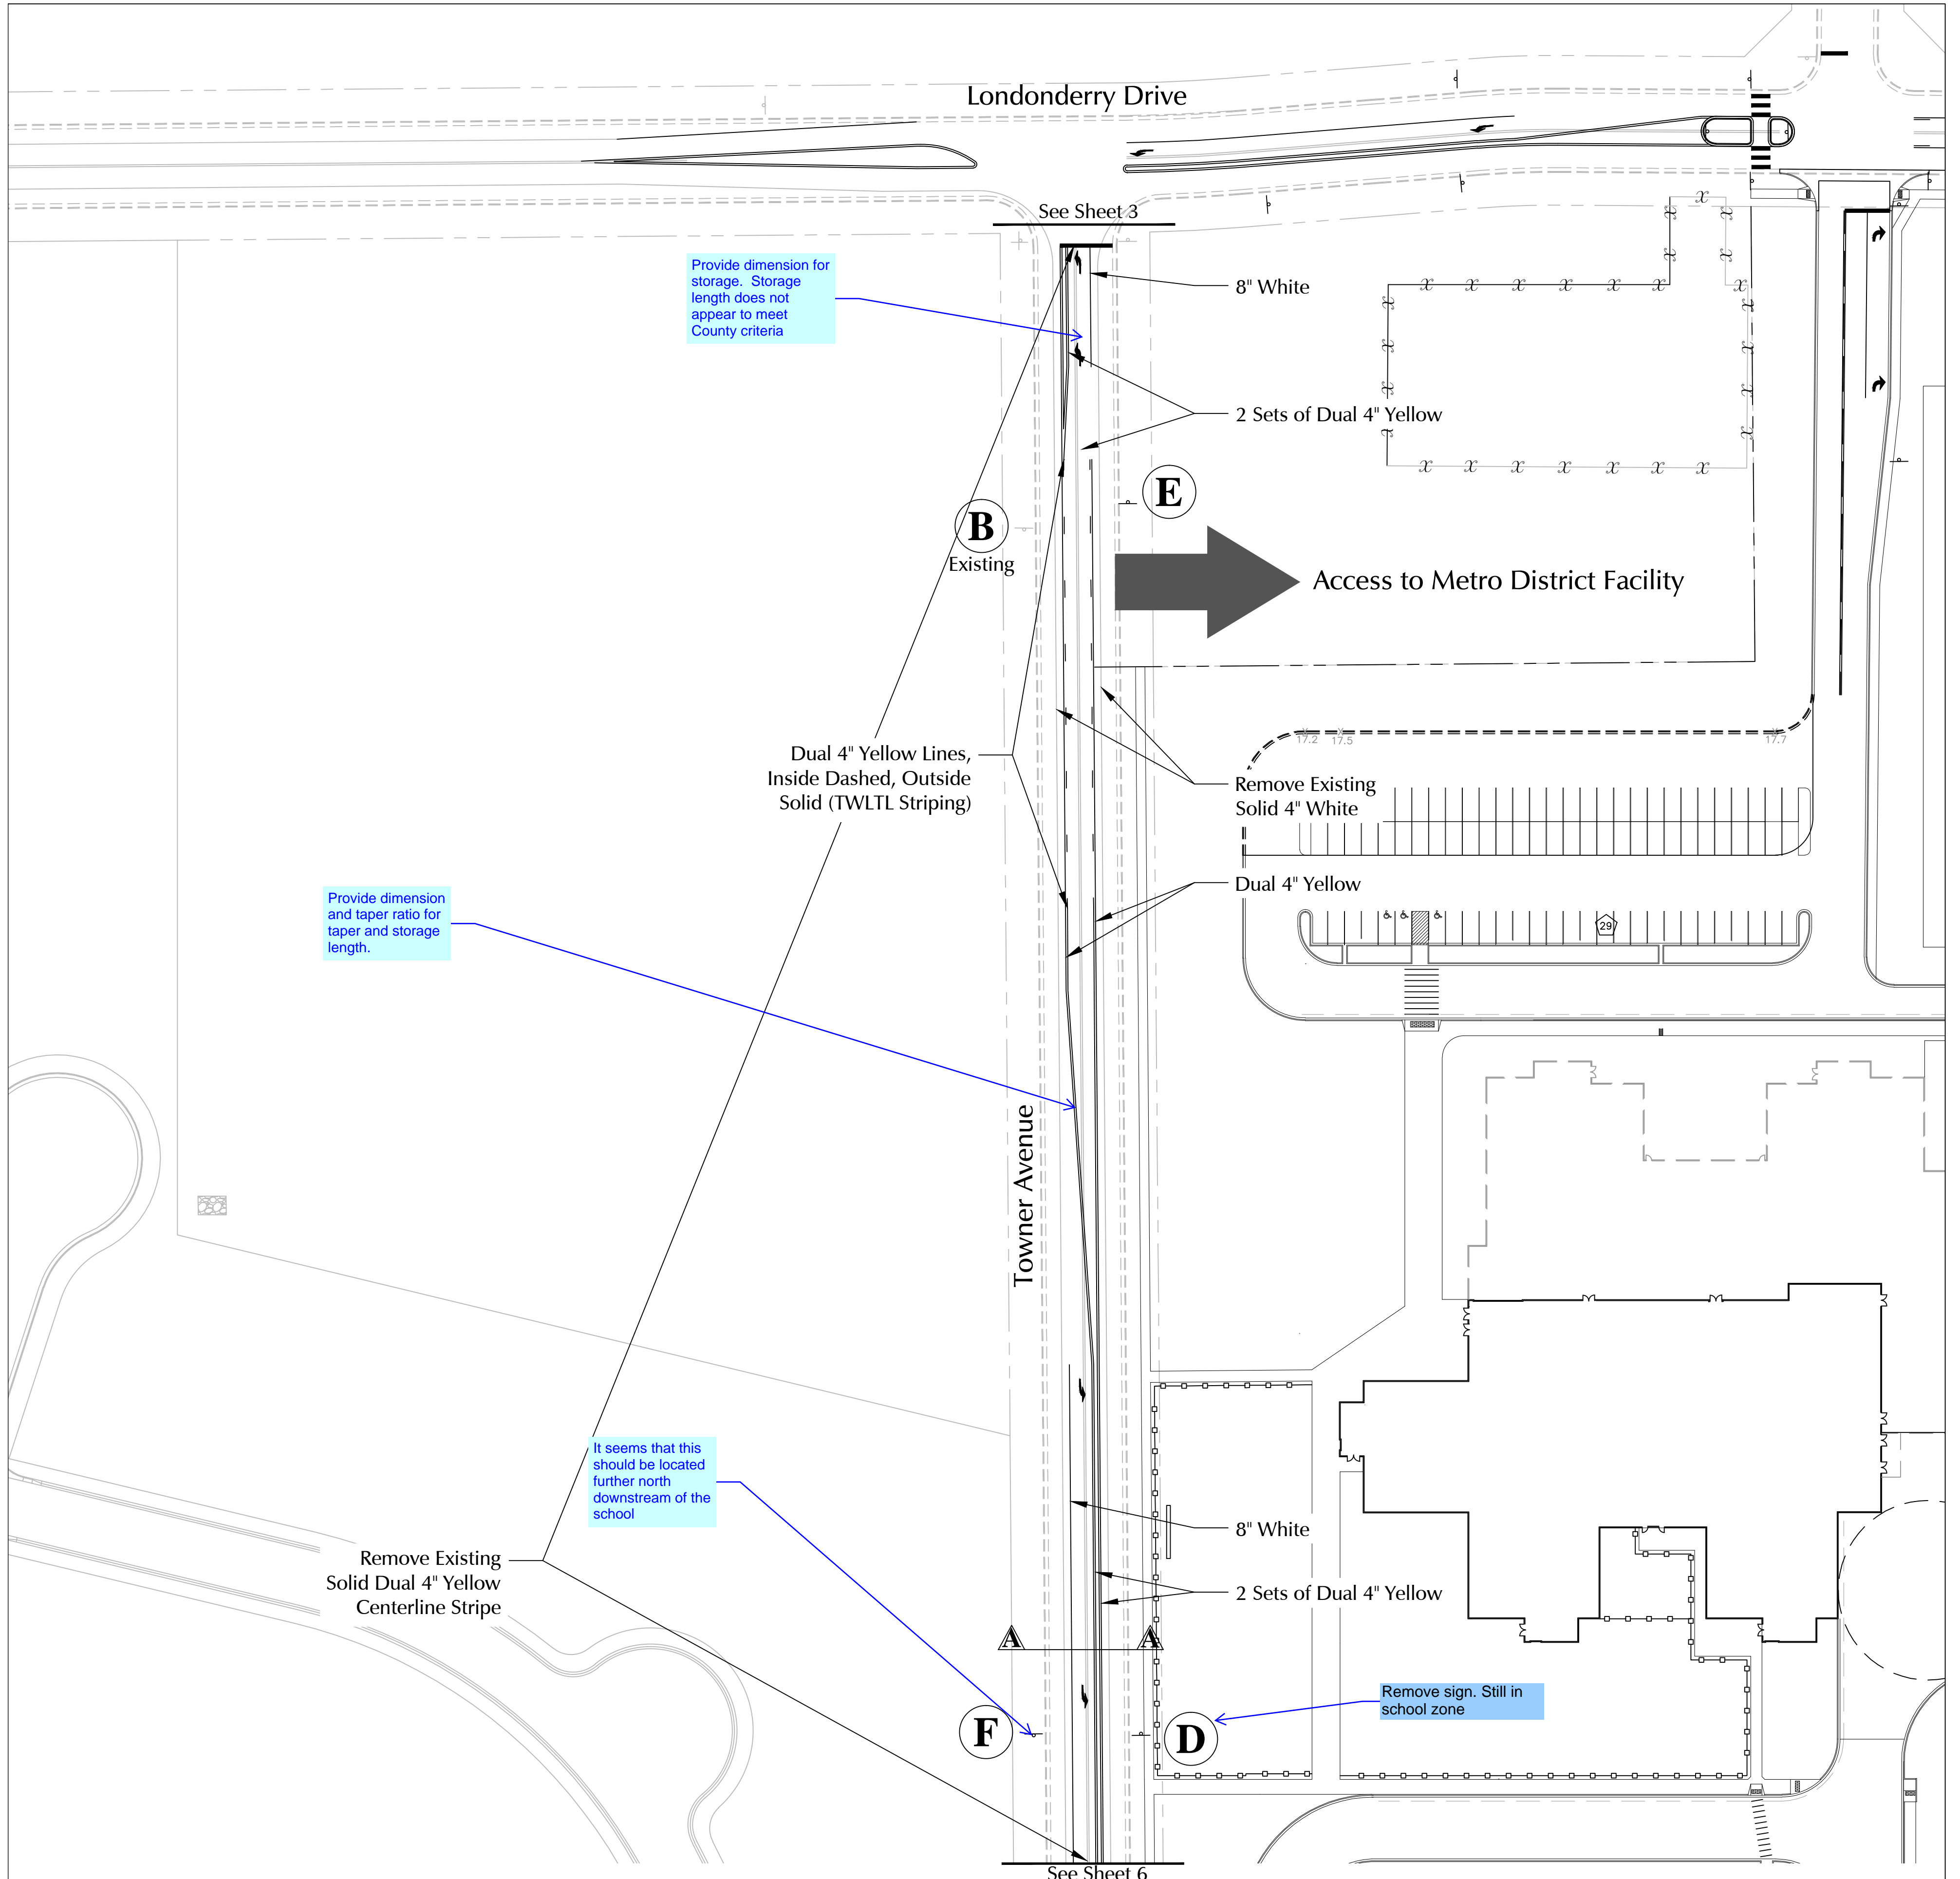 Londonderry Drive
See Sheet 3
Provide dimension for
storage.  Storage
length does not
appear to meet
County criteria
8" White
2 Sets of Dual 4" Yellow
E
B
Existing
Access to Metro District Facility
Dual 4" Yellow Lines,
Inside Dashed, Outside
Solid (TWLTL Striping)
17.2
17.5
17.7
Remove Existing
Solid 4" White
Dual 4" Yellow
29
Provide dimension
and taper ratio for
taper and storage
length.
Towner Avenue
It seems that this
should be located
further north
downstream of the
school
8" White
Remove Existing
Solid Dual 4" Yellow
Centerline Stripe
2 Sets of Dual 4" Yellow
A
A
Remove sign. Still in
school zone
F
D
See Sheet 6